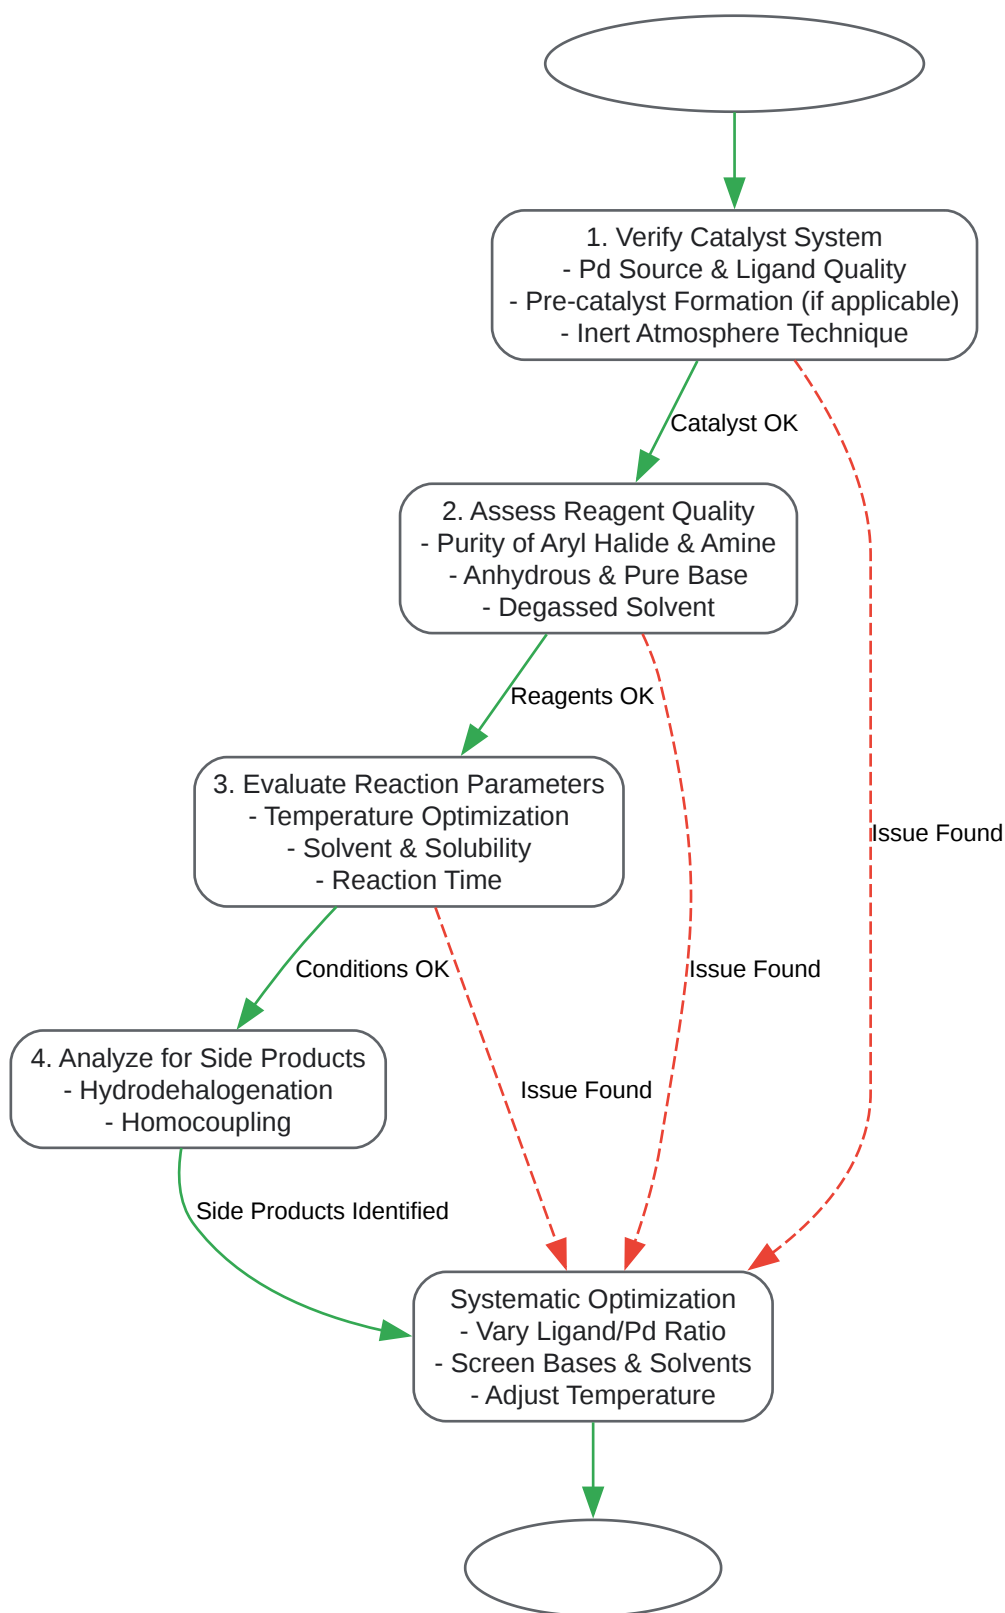 1. Verify Catalyst System
- Pd Source & Ligand Quality
- Pre-catalyst Formation (if applicable)
- Inert Atmosphere Technique
Catalyst OK
2. Assess Reagent Quality
- Purity of Aryl Halide & Amine
- Anhydrous & Pure Base
- Degassed Solvent
Reagents OK
3. Evaluate Reaction Parameters
- Temperature Optimization
- Solvent & Solubility
- Reaction Time
Issue Found
Conditions OK
Issue Found
4. Analyze for Side Products
- Hydrodehalogenation
- Homocoupling
Issue Found
Side Products Identified
Systematic Optimization
- Vary Ligand/Pd Ratio
- Screen Bases & Solvents
- Adjust Temperature